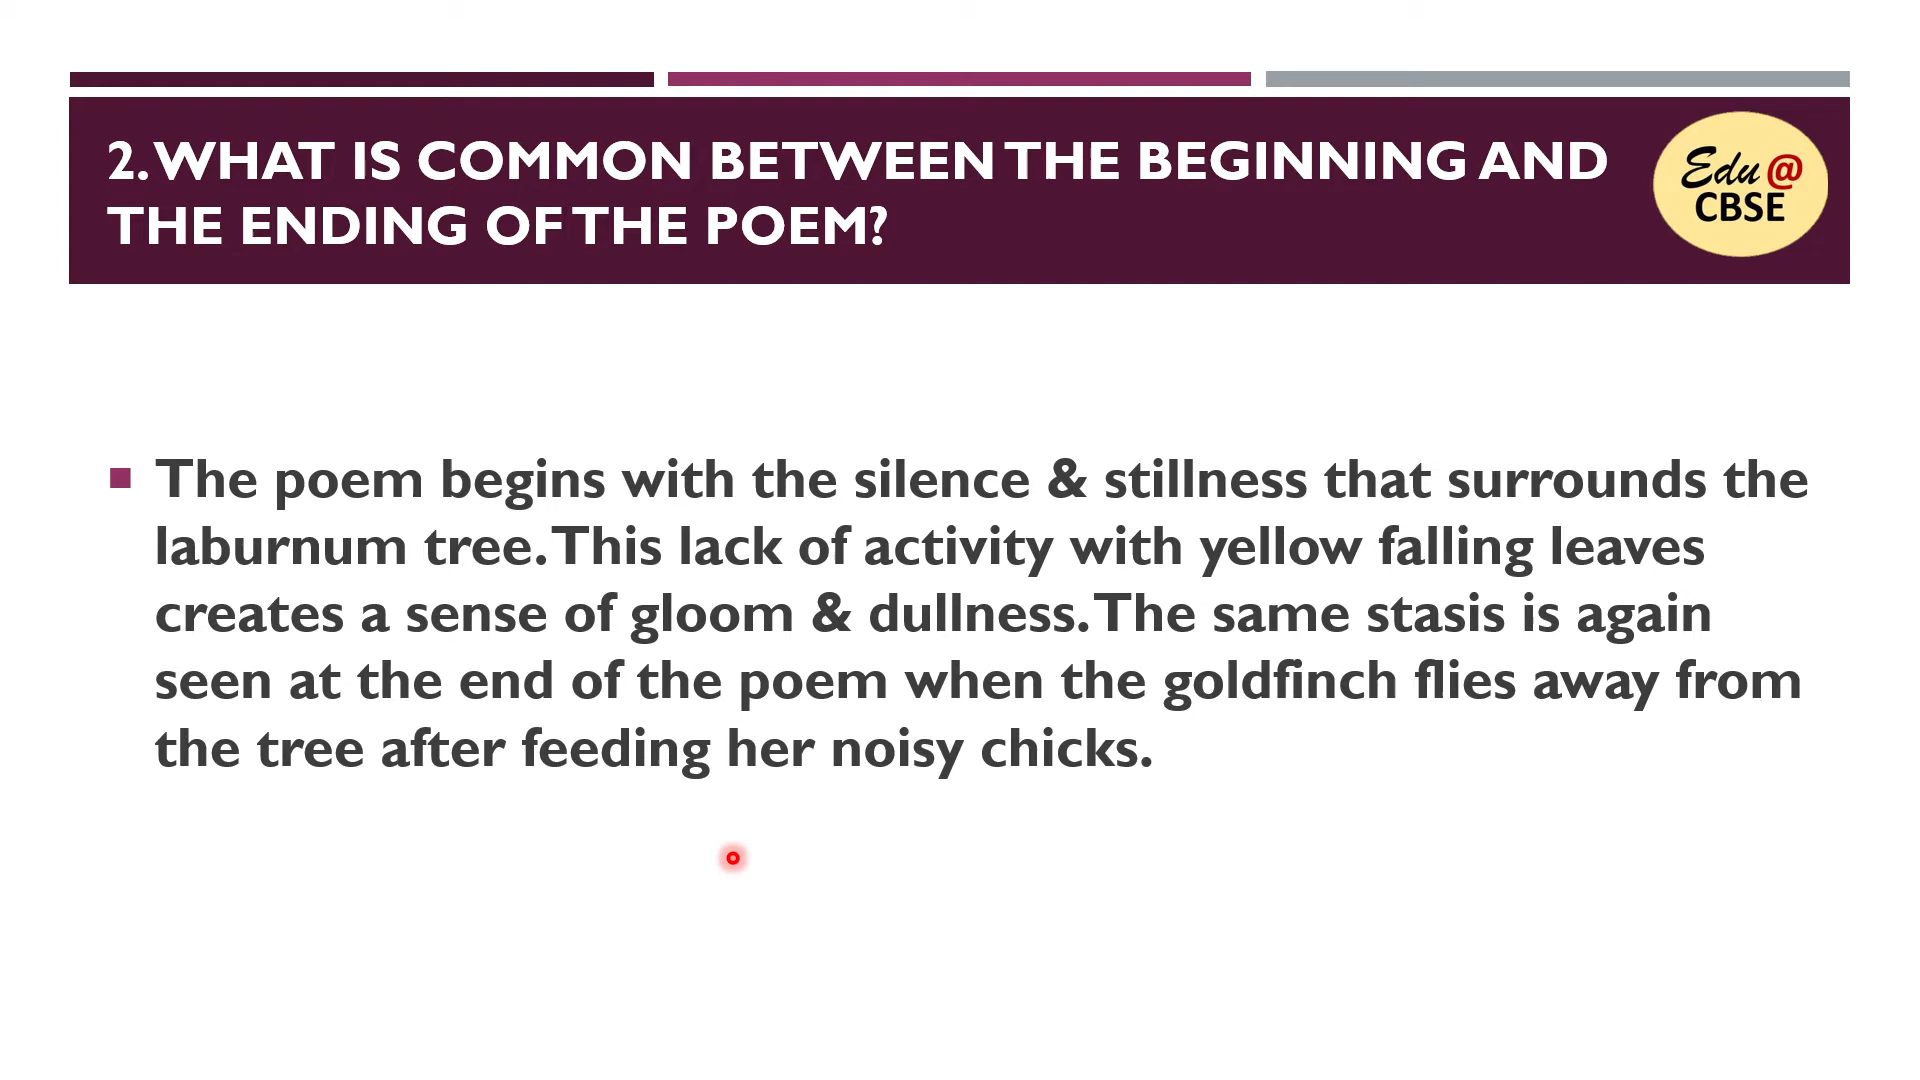 2. WHAT IS COMMON BETWEEN THE BEGINNING AND
THE ENDING OF THE POEM?
Edu @
CBSE
The poem begins with the silence & stillness that surrounds the
laburnum tree. This lack of activity with yellow falling leaves
creates a sense of gloom & dullness. The same stasis is again
seen at the end of the poem when the goldfinch flies away from
the tree after feeding her noisy chicks.